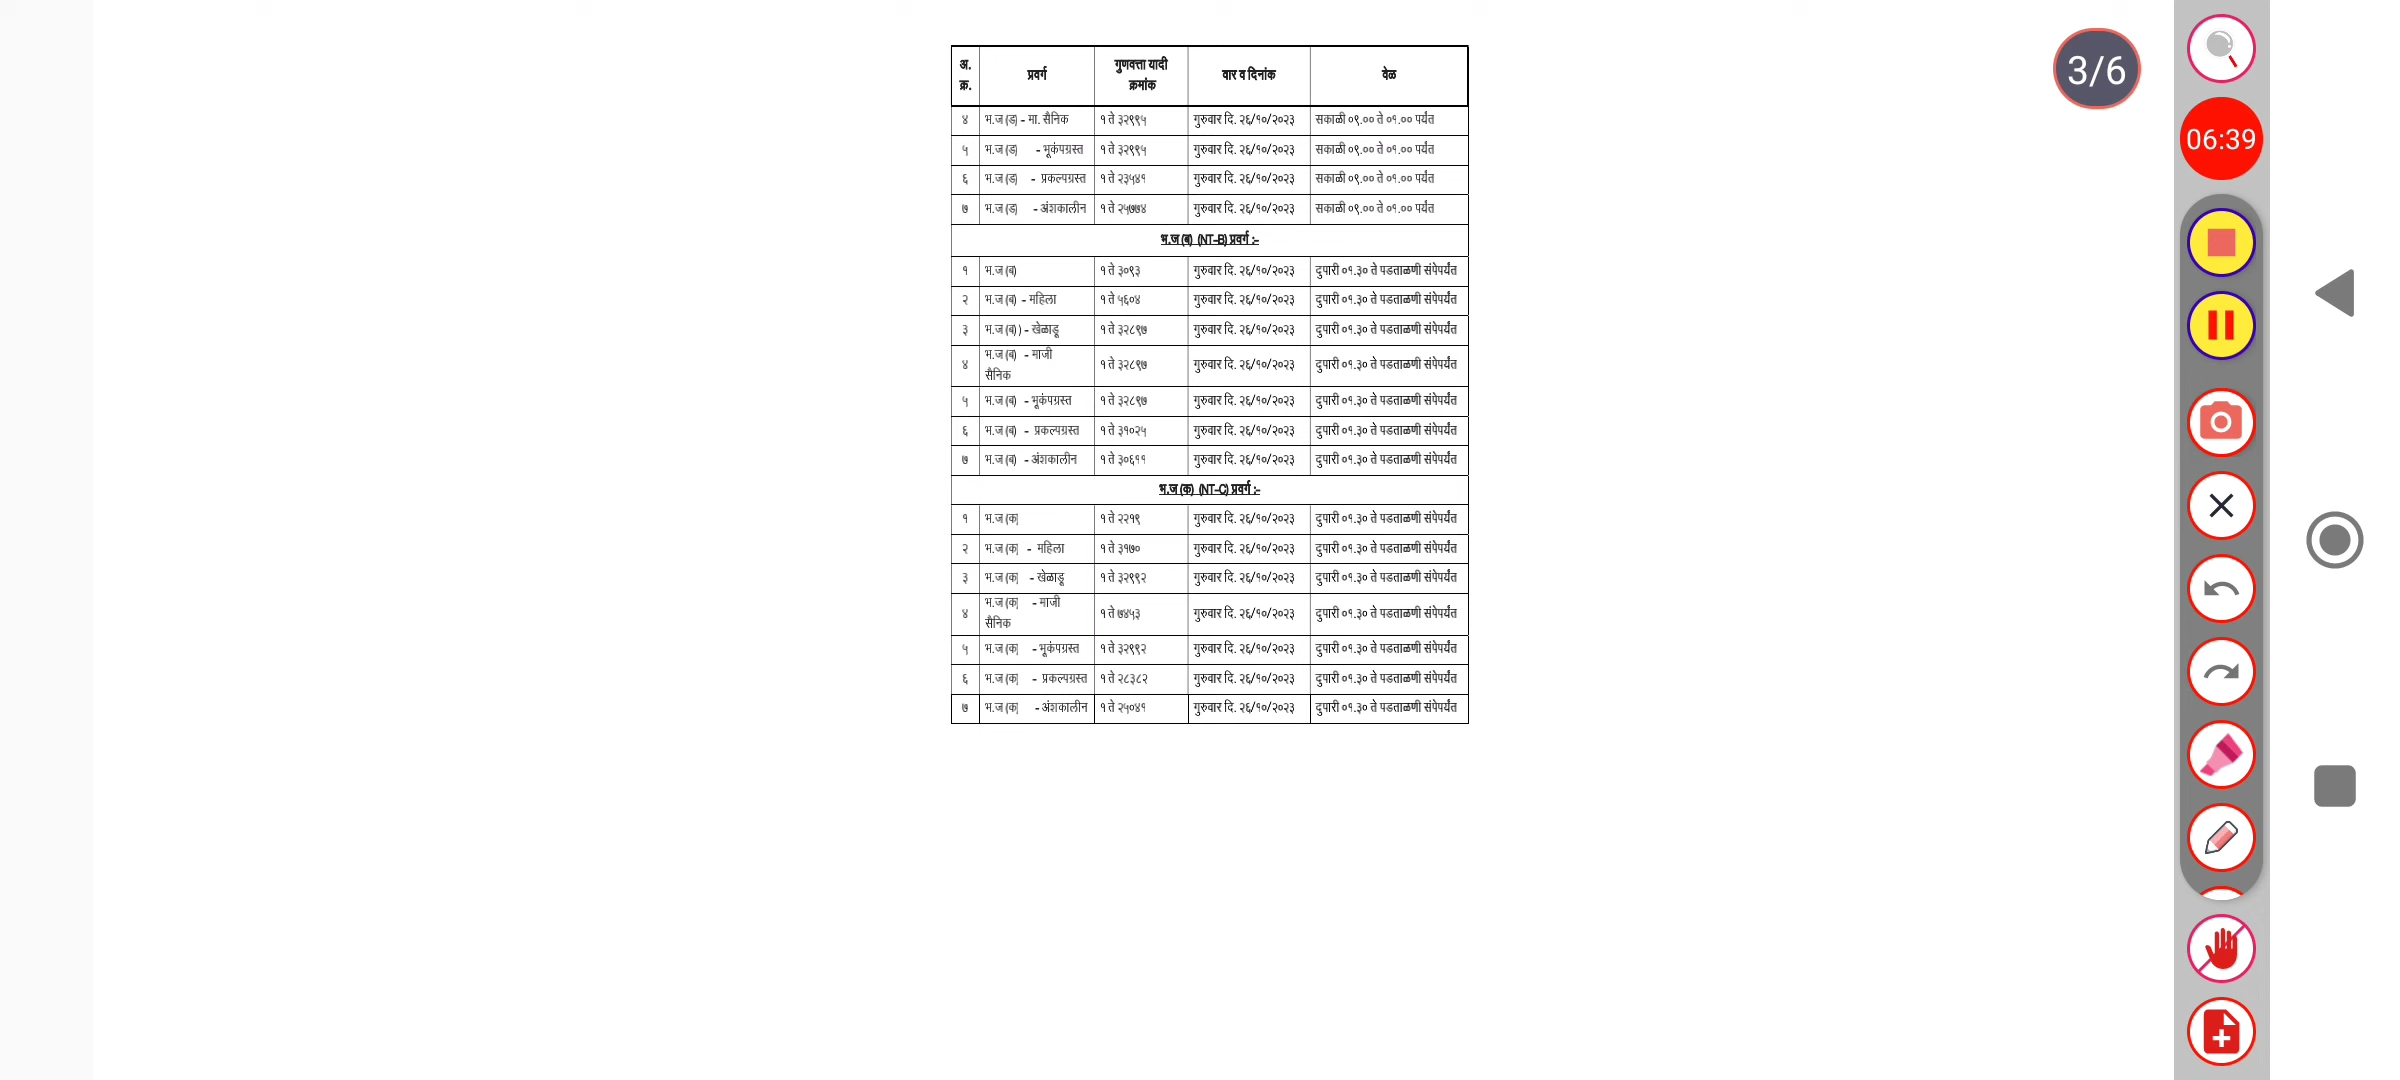 3/6
06:39
अ. क्र. प्रवर्ग गुणवत्ता यादी क्रमांक वार व दिनांक वेळ
४ भ.ज (ड) - मा. सैनिक १ ते ३२९९५ गुरुवार दि. २६/१०/२०२३ सकाळी ०९.०० ते ०१.०० पर्यंत
५ भ.ज (ड) - भूकंपग्रस्त १ ते ३२९९५ गुरुवार दि. २६/१०/२०२३ सकाळी ०९.०० ते ०१.०० पर्यंत
६ भ.ज (ड) - प्रकल्पग्रस्त १ ते २३५४१ गुरुवार दि. २६/१०/२०२३ सकाळी ०९.०० ते ०१.०० पर्यंत
७ भ.ज (ड) - अंशकालीन १ ते २५७७४ गुरुवार दि. २६/१०/२०२३ सकाळी ०९.०० ते ०१.०० पर्यंत
भ.ज (ब) (NT-B) प्रवर्ग :-
१ भ.ज (ब) १ ते ३०९३ गुरुवार दि. २६/१०/२०२३ दुपारी ०१.३० ते पडताळणी संपेपर्यंत
२ भ.ज (ब) - महिला १ ते ५६०४ गुरुवार दि. २६/१०/२०२३ दुपारी ०१.३० ते पडताळणी संपेपर्यंत
३ भ.ज (ब) ) - खेळाडू १ ते ३२८९७ गुरुवार दि. २६/१०/२०२३ दुपारी ०१.३० ते पडताळणी संपेपर्यंत
४ भ.ज (ब) - माजी सैनिक १ ते ३२८९७ गुरुवार दि. २६/१०/२०२३ दुपारी ०१.३० ते पडताळणी संपेपर्यंत
५ भ.ज (ब) - भूकंपग्रस्त १ ते ३२८९७ गुरुवार दि. २६/१०/२०२३ दुपारी ०१.३० ते पडताळणी संपेपर्यंत
६ भ.ज (ब) - प्रकल्पग्रस्त १ ते ३१०२५ गुरुवार दि. २६/१०/२०२३ दुपारी ०१.३० ते पडताळणी संपेपर्यंत
७ भ.ज (ब) - अंशकालीन १ ते ३०६११ गुरुवार दि. २६/१०/२०२३ दुपारी ०१.३० ते पडताळणी संपेपर्यंत
भ.ज (क) (NT-C) प्रवर्ग :-
१ भ.ज (क) १ ते २२१९ गुरुवार दि. २६/१०/२०२३ दुपारी ०१.३० ते पडताळणी संपेपर्यंत
२ भ.ज (क) - महिला १ ते ३१७० गुरुवार दि. २६/१०/२०२३ दुपारी ०१.३० ते पडताळणी संपेपर्यंत
३ भ.ज (क) - खेळाडू १ ते ३२९९२ गुरुवार दि. २६/१०/२०२३ दुपारी ०१.३० ते पडताळणी संपेपर्यंत
४ भ.ज (क) - माजी सैनिक १ ते ७४५३ गुरुवार दि. २६/१०/२०२३ दुपारी ०१.३० ते पडताळणी संपेपर्यंत
५ भ.ज (क) - भूकंपग्रस्त १ ते ३२९९२ गुरुवार दि. २६/१०/२०२३ दुपारी ०१.३० ते पडताळणी संपेपर्यंत
६ भ.ज (क) - प्रकल्पग्रस्त १ ते २८३८२ गुरुवार दि. २६/१०/२०२३ दुपारी ०१.३० ते पडताळणी संपेपर्यंत
७ भ.ज (क) - अंशकालीन १ ते २५०४१ गुरुवार दि. २६/१०/२०२३ दुपारी ०१.३० ते पडताळणी संपेपर्यंत